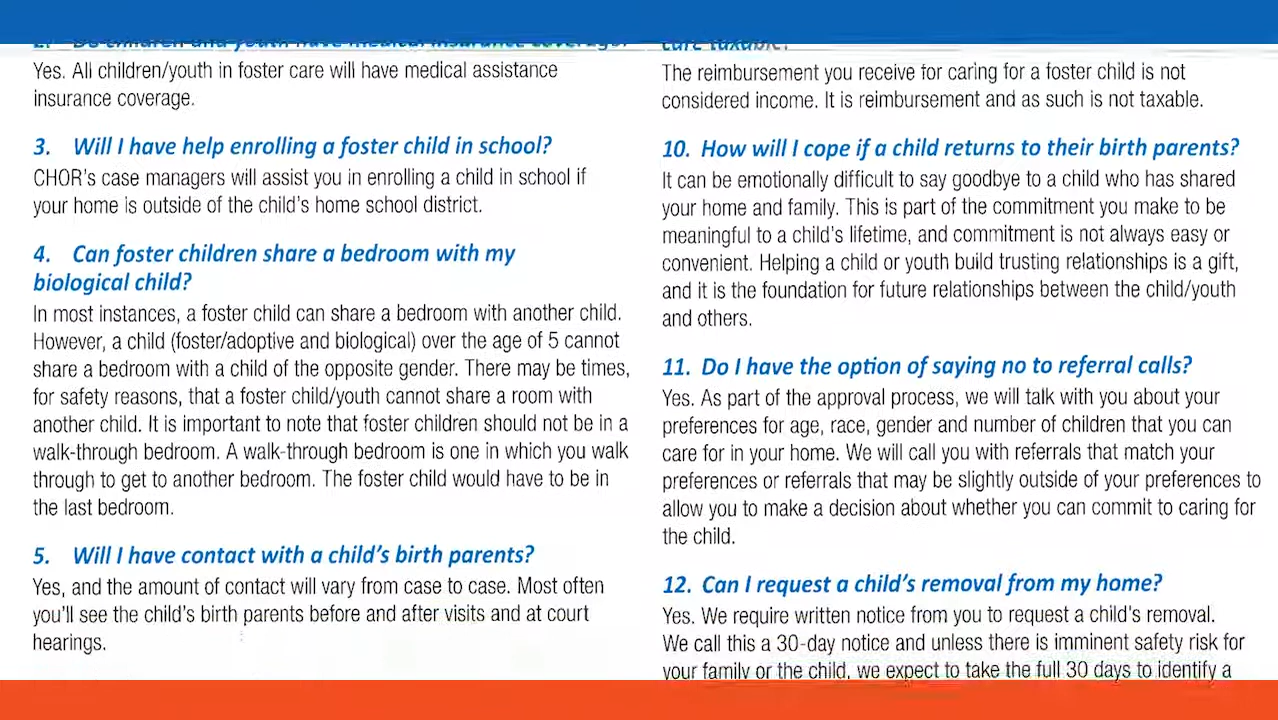 2. Do children and youth have medical insurance coverage?
Yes. All children/youth in foster care will have medical assistance
insurance coverage.
3. Will I have help enrolling a foster child in school?
CHOR's case managers will assist you in enrolling a child in school if
your home is outside of the child's home school district.
4. Can foster children share a bedroom with my
biological child?
In most instances, a foster child can share a bedroom with another child.
However, a child (foster/adoptive and biological) over the age of 5 cannot
share a bedroom with a child of the opposite gender. There may be times,
for safety reasons, that a foster child/youth cannot share a room with
another child. It is important to note that foster children should not be in a
walk-through bedroom. A walk-through bedroom is one in which you walk
through to get to another bedroom. The foster child would have to be in
the last bedroom.
5. Will I have contact with a child's birth parents?
Yes, and the amount of contact will vary from case to case. Most often
you'll see the child's birth parents before and after visits and at court
hearings.
care taxable?
The reimbursement you receive for caring for a foster child is not
considered income. It is reimbursement and as such is not taxable.
10. How will I cope if a child returns to their birth parents?
It can be emotionally difficult to say goodbye to a child who has shared
your home and family. This is part of the commitment you make to be
meaningful to a child's lifetime, and commitment is not always easy or
convenient. Helping a child or youth build trusting relationships is a gift,
and it is the foundation for future relationships between the child/youth
and others.
11. Do I have the option of saying no to referral calls?
Yes. As part of the approval process, we will talk with you about your
preferences for age, race, gender and number of children that you can
care for in your home. We will call you with referrals that match your
preferences or referrals that may be slightly outside of your preferences to
allow you to make a decision about whether you can commit to caring for
the child.
12. Can I request a child's removal from my home?
Yes. We require written notice from you to request a child's removal.
We call this a 30-day notice and unless there is imminent safety risk for
your family or the child, we expect to take the full 30 days to identify a